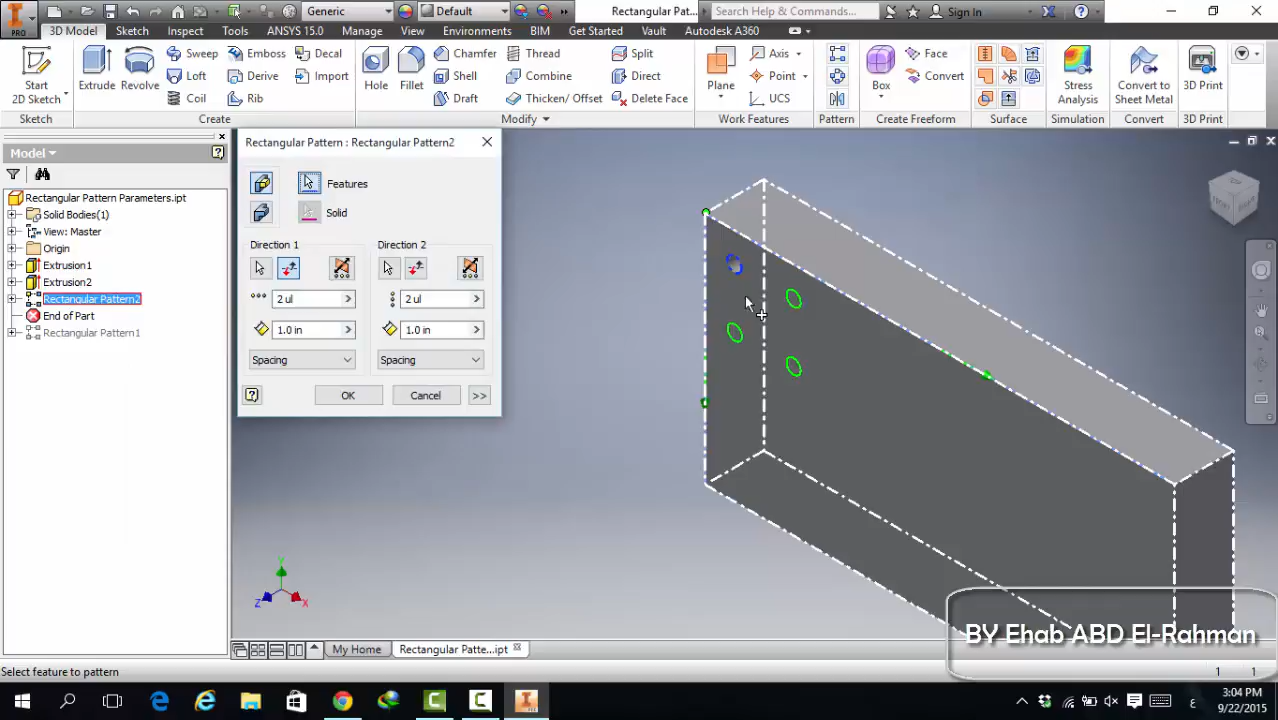 Generic
Default
Rectangular Pat...
Search Help & Commands...
Sign In
PRO
3D Model
Sketch
Inspect
Tools
ANSYS 15.0
Manage
View
Environments
BIM
Get Started
Vault
Autodesk A360
Start
2D Sketch
Sketch
Extrude
Revolve
Sweep
Loft
Coil
Emboss
Derive
Rib
Decal
Import
Create
Hole
Fillet
Chamfer
Shell
Draft
Thread
Combine
Thicken/ Offset
Split
Direct
Delete Face
Modify
Plane
Axis
Point
UCS
Work Features
Pattern
Box
Face
Convert
Create Freeform
Surface
Stress
Analysis
Simulation
Convert to
Sheet Metal
Convert
3D Print
3D Print
Model
Rectangular Pattern Parameters.ipt
Solid Bodies(1)
View: Master
Origin
Extrusion1
Extrusion2
Rectangular Pattern2
End of Part
Rectangular Pattern1
Rectangular Pattern : Rectangular Pattern2
Features
Solid
Direction 1
Direction 2
2 ul
2 ul
1.0 in
1.0 in
Spacing
Spacing
OK
Cancel
>>
Y
Z
X
BY Ehab ABD El-Rahman
My Home
Rectangular Patte...ipt
Select feature to pattern
1
1
ع
3:04 PM
9/22/2015